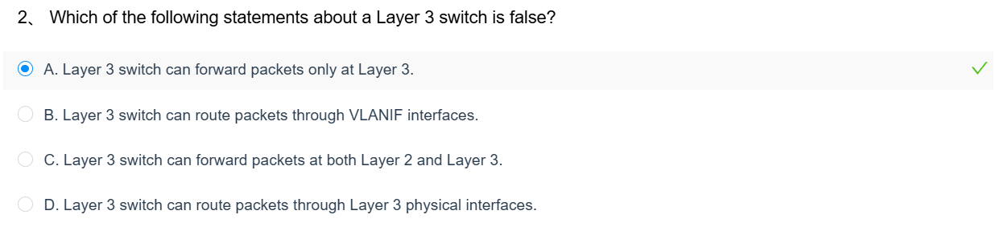 2、 Which of the following statements about a Layer 3 switch is false?
A. Layer 3 switch can forward packets only at Layer 3.
B. Layer 3 switch can route packets through VLANIF interfaces.
C. Layer 3 switch can forward packets at both Layer 2 and Layer 3.
D. Layer 3 switch can route packets through Layer 3 physical interfaces.